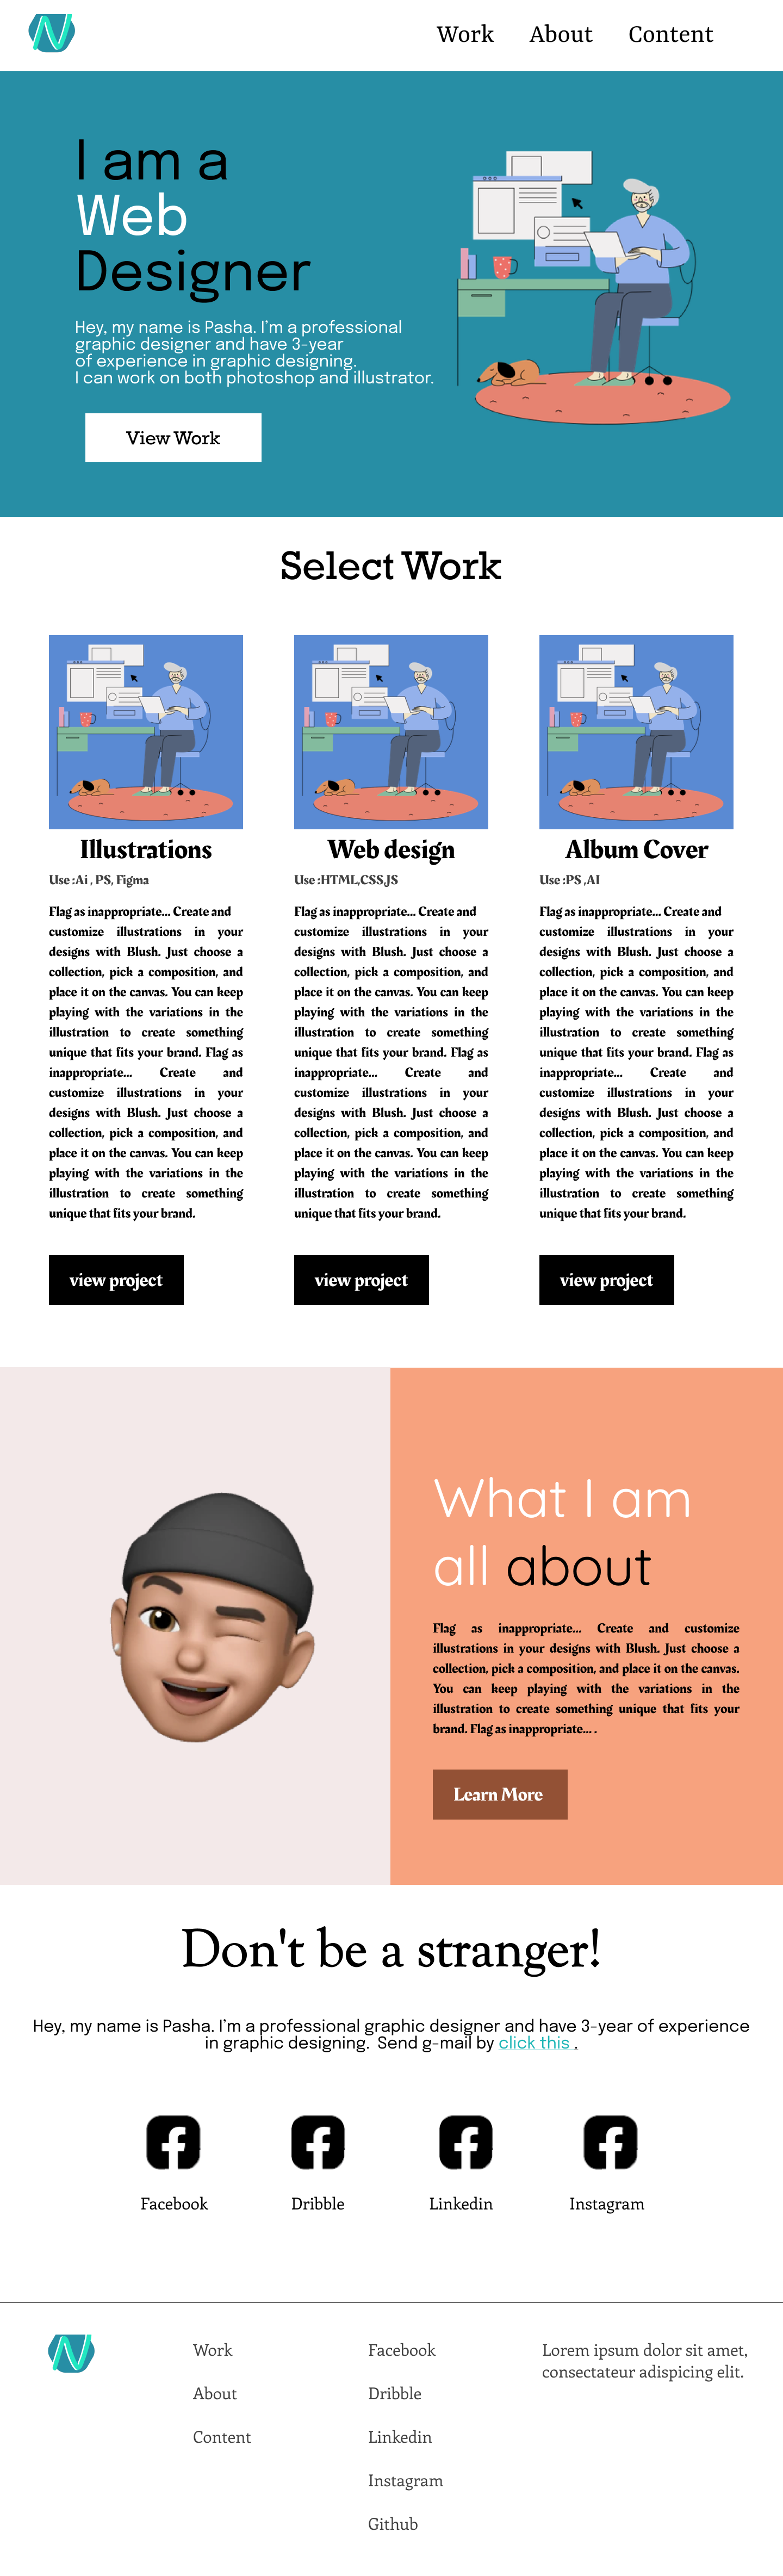 Work About Content
I am a
Web
Designer
Hey, my name is Pasha. I'm a professional
graphic designer and have 3-year
of experience in graphic designing.
I can work on both photoshop and illustrator.
View Work
Select Work
Illustrations
Use :Ai , PS, Figma
Flag as inappropriate... Create and
customize illustrations in your
designs with Blush. Just choose a
collection, pick a composition, and
place it on the canvas. You can keep
playing with the variations in the
illustration to create something
unique that fits your brand. Flag as
inappropriate... Create and
customize illustrations in your
designs with Blush. Just choose a
collection, pick a composition, and
place it on the canvas. You can keep
playing with the variations in the
illustration to create something
unique that fits your brand.
view project
Web design
Use :HTML,CSS,JS
Flag as inappropriate... Create and
customize illustrations in your
designs with Blush. Just choose a
collection, pick a composition, and
place it on the canvas. You can keep
playing with the variations in the
illustration to create something
unique that fits your brand. Flag as
inappropriate... Create and
customize illustrations in your
designs with Blush. Just choose a
collection, pick a composition, and
place it on the canvas. You can keep
playing with the variations in the
illustration to create something
unique that fits your brand.
view project
Album Cover
Use :PS ,AI
Flag as inappropriate... Create and
customize illustrations in your
designs with Blush. Just choose a
collection, pick a composition, and
place it on the canvas. You can keep
playing with the variations in the
illustration to create something
unique that fits your brand. Flag as
inappropriate... Create and
customize illustrations in your
designs with Blush. Just choose a
collection, pick a composition, and
place it on the canvas. You can keep
playing with the variations in the
illustration to create something
unique that fits your brand.
view project
What I am
all about
Flag as inappropriate... Create and customize
illustrations in your designs with Blush. Just choose a
collection, pick a composition, and place it on the canvas.
You can keep playing with the variations in the
illustration to create something unique that fits your
brand. Flag as inappropriate... .
Learn More
Don't be a stranger!
Hey, my name is Pasha. I'm a professional graphic designer and have 3-year of experience
in graphic designing. Send g-mail by click this .
Facebook
Dribble
Linkedin
Instagram
Work
About
Content
Facebook
Dribble
Linkedin
Instagram
Github
Lorem ipsum dolor sit amet,
consectateur adispicing elit.